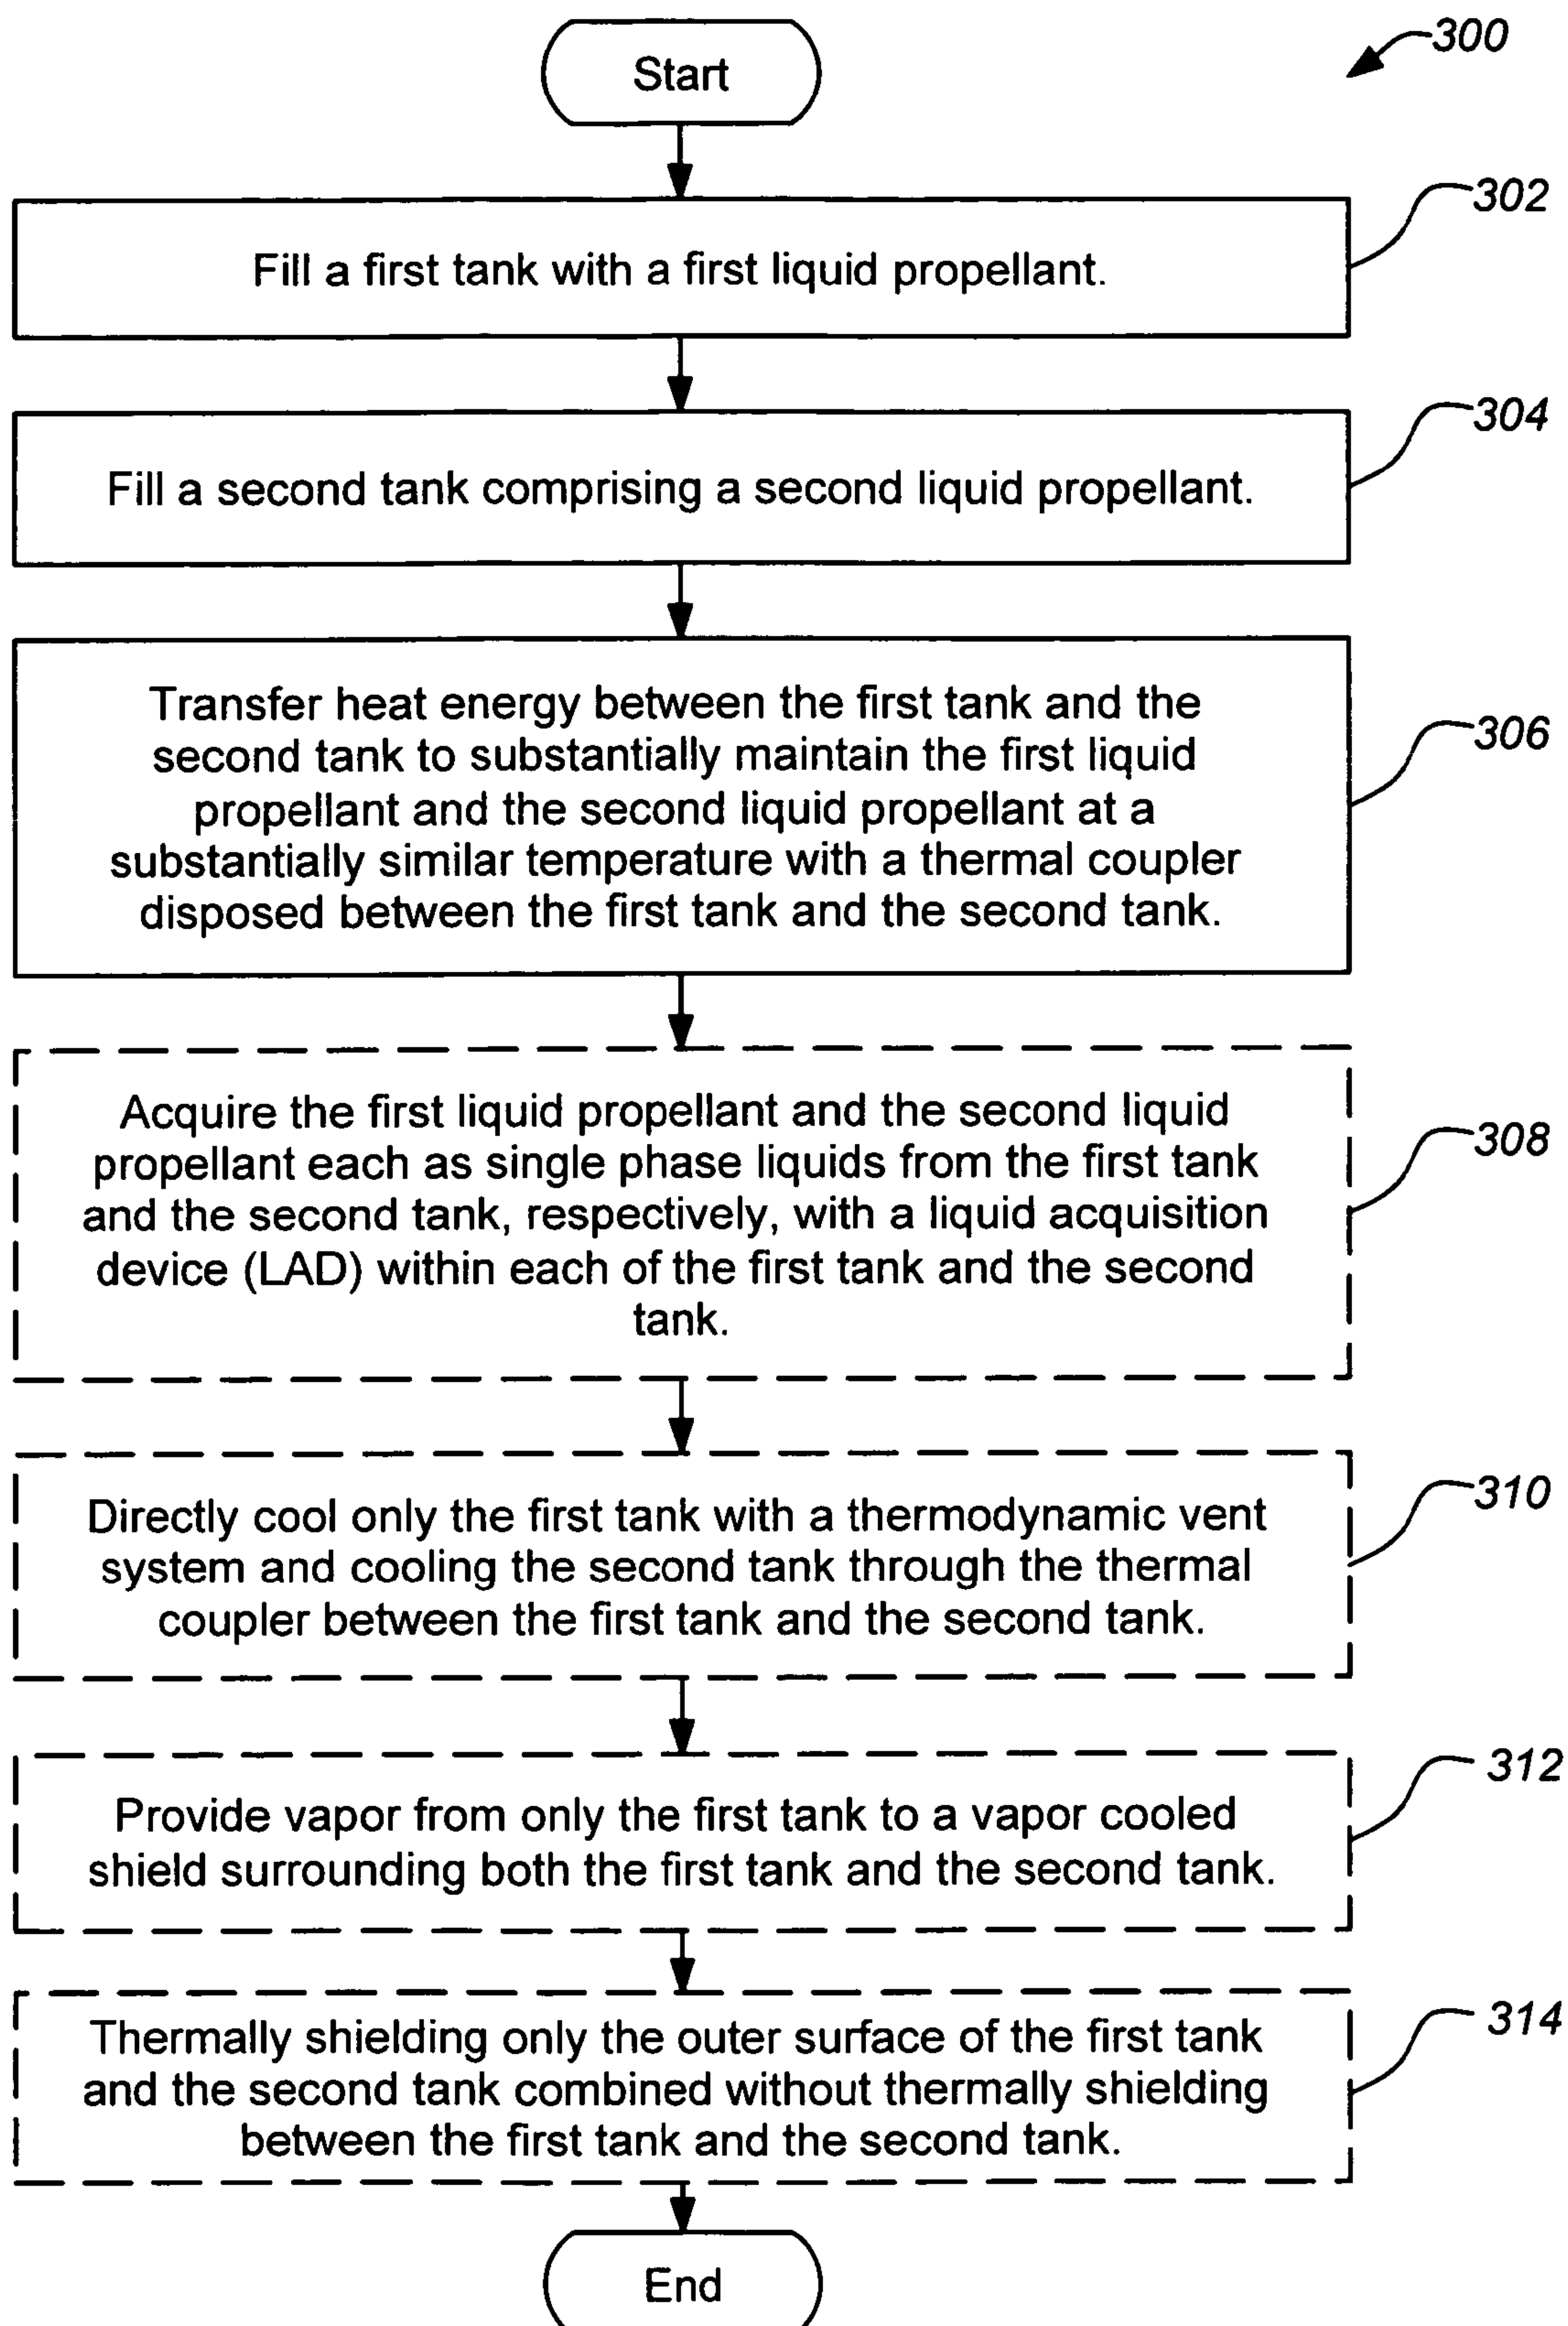 Start
300
Fill a first tank with a first liquid propellant.
302
Fill a second tank comprising a second liquid propellant.
304
Transfer heat energy between the first tank and the
second tank to substantially maintain the first liquid
propellant and the second liquid propellant at a
substantially similar temperature with a thermal coupler
disposed between the first tank and the second tank.
306
Acquire the first liquid propellant and the second liquid
propellant each as single phase liquids from the first tank
and the second tank, respectively, with a liquid acquisition
device (LAD) within each of the first tank and the second
tank.
308
Directly cool only the first tank with a thermodynamic vent
system and cooling the second tank through the thermal
coupler between the first tank and the second tank.
310
Provide vapor from only the first tank to a vapor cooled
shield surrounding both the first tank and the second tank.
312
Thermally shielding only the outer surface of the first tank
and the second tank combined without thermally shielding
between the first tank and the second tank.
314
End